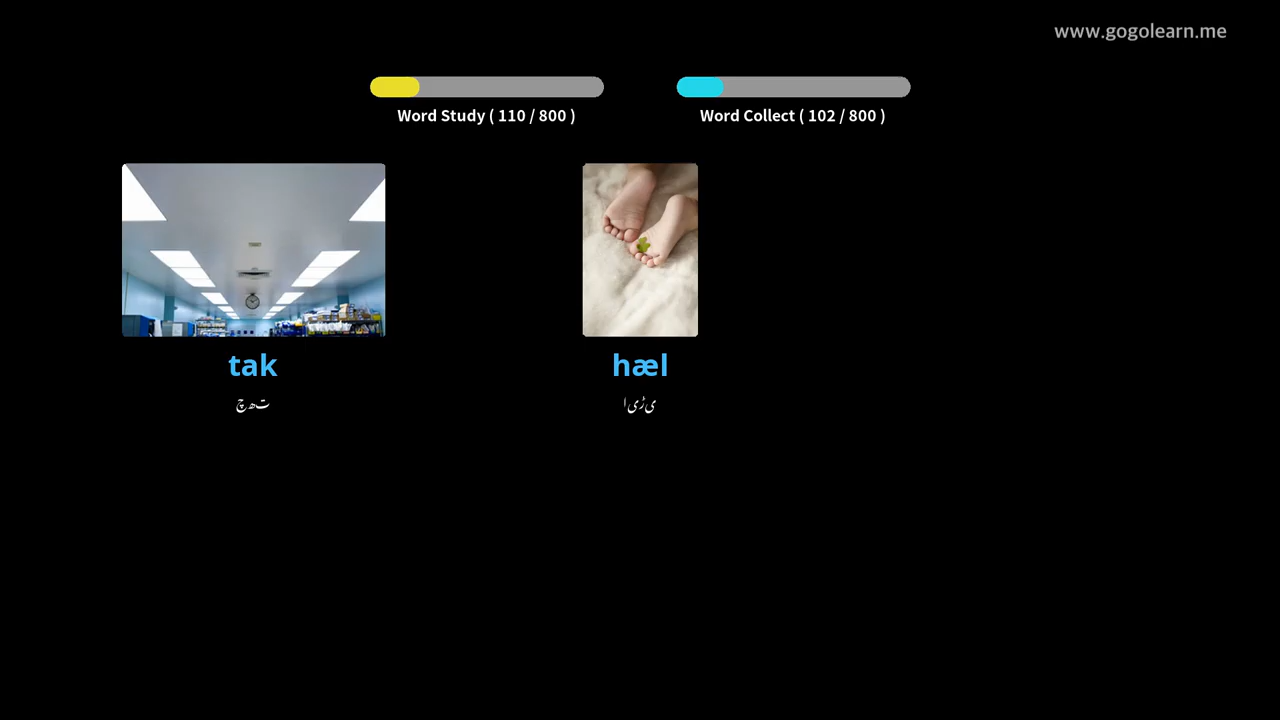 www.gogolearn.me
Word Study ( 110 / 800 )
Word Collect ( 102 / 800 )
tak
چھت
hæl
ایڑی